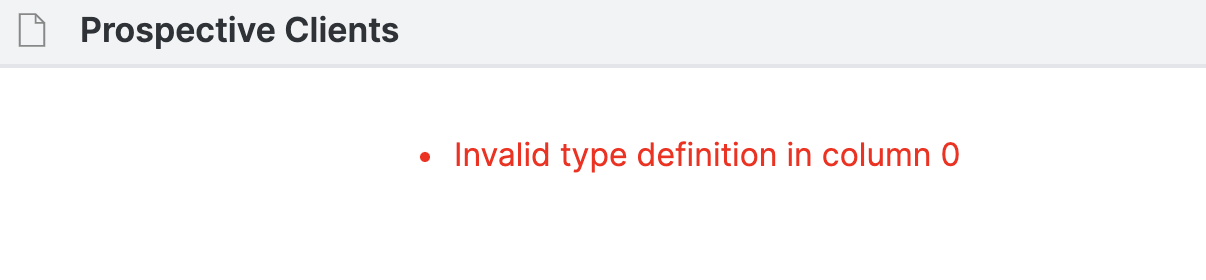 Prospective Clients
• Invalid type definition in column 0